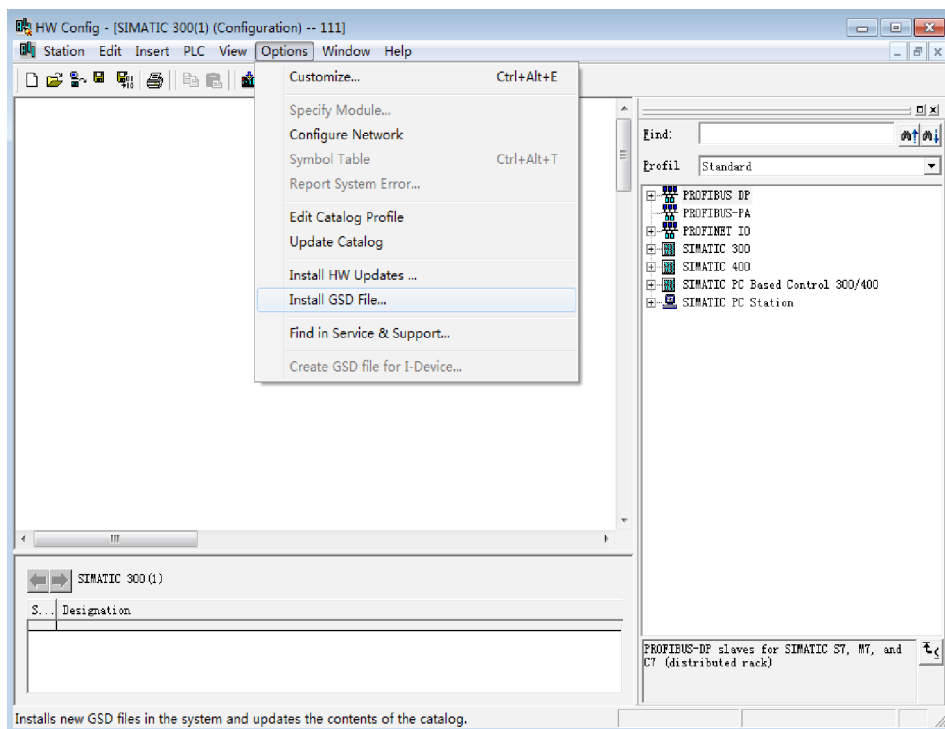 HW Config - [SIMATIC 300(1) (Configuration) -- 111]
Station Edit Insert PLC View Options Window Help
Customize... Ctrl+Alt+E
Specify Module...
Configure Network
Symbol Table Ctrl+Alt+T
Report System Error...
Edit Catalog Profile
Update Catalog
Install HW Updates ...
Install GSD File...
Find in Service & Support...
Create GSD file for I-Device...
Find:
Profil Standard
PROFIBUS DP
PROFIBUS-PA
PROFINET IO
SIMATIC 300
SIMATIC 400
SIMATIC PC Based Control 300/400
SIMATIC PC Station
SIMATIC 300(1)
S... Designation
PROFIBUS-DP slaves for SIMATIC S7, M7, and
C7 (distributed rack)
Installs new GSD files in the system and updates the contents of the catalog.